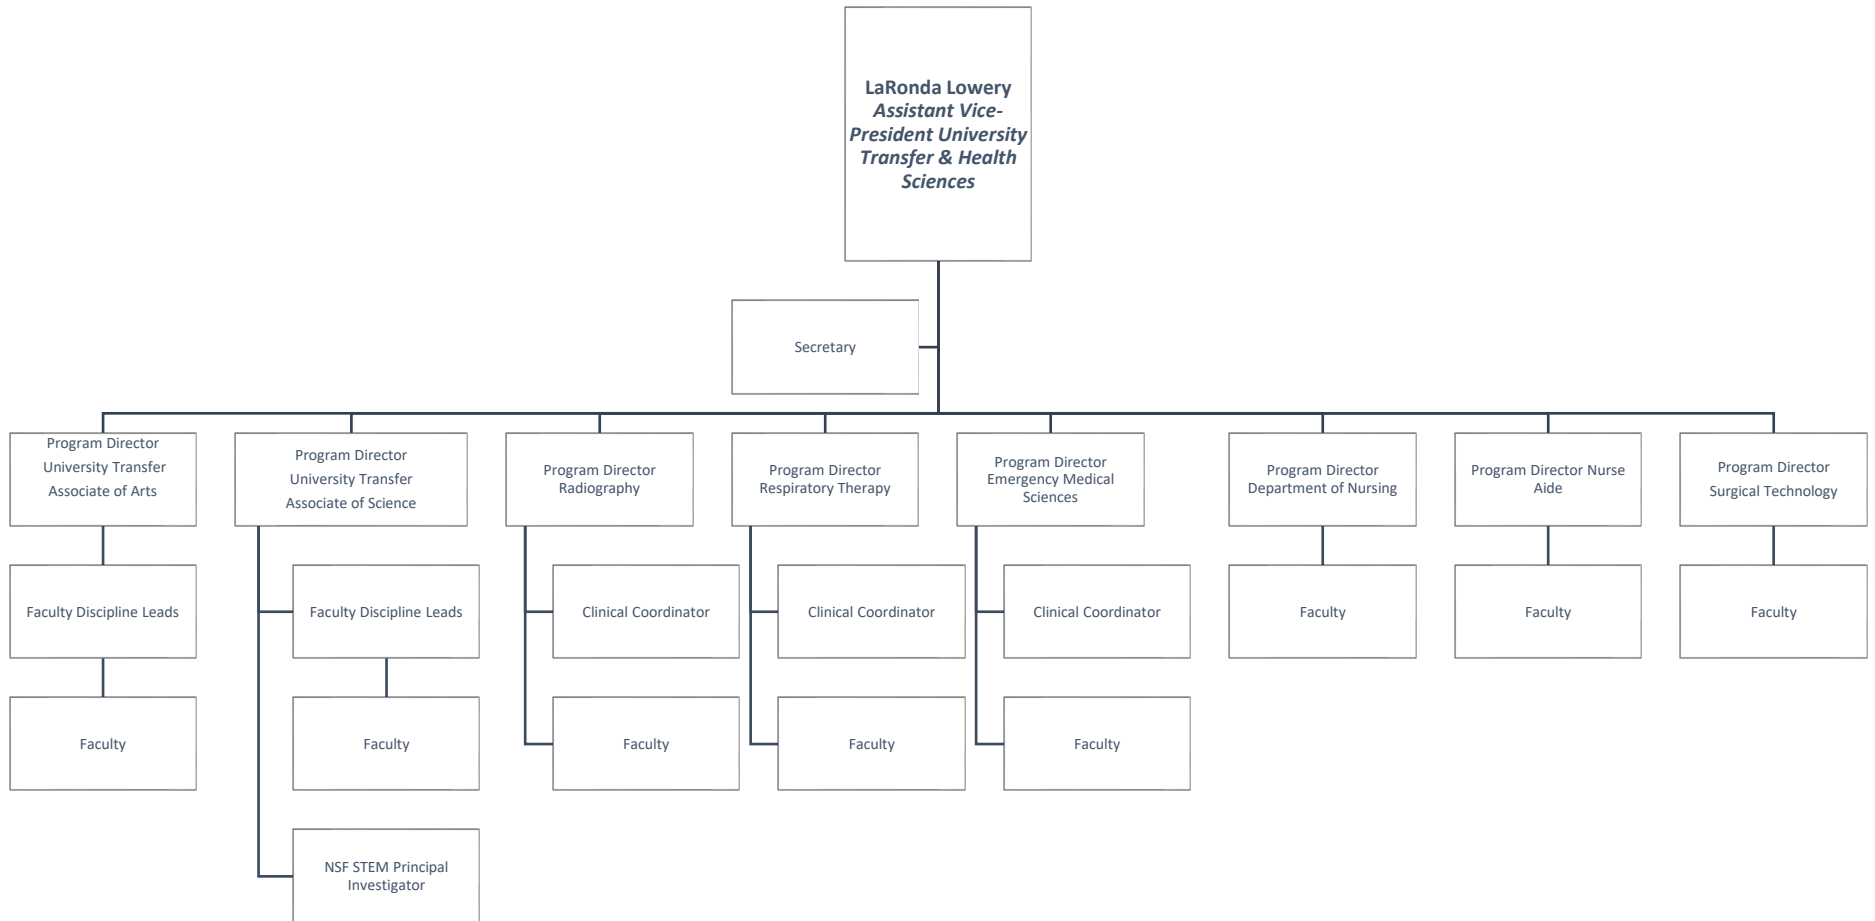 LaRonda Lowery
Assistant Vice-
President University
Transfer & Health
Sciences
Secretary
Program Director
University Transfer
Associate of Arts
Program Director
University Transfer
Associate of Science
Program Director
Radiography
Program Director
Respiratory Therapy
Program Director
Emergency Medical
Sciences
Program Director
Department of Nursing
Program Director Nurse
Aide
Program Director
Surgical Technology
Faculty Discipline Leads
Faculty Discipline Leads
Clinical Coordinator
Clinical Coordinator
Clinical Coordinator
Faculty
Faculty
Faculty
Faculty
Faculty
Faculty
Faculty
Faculty
NSF STEM Principal
Investigator